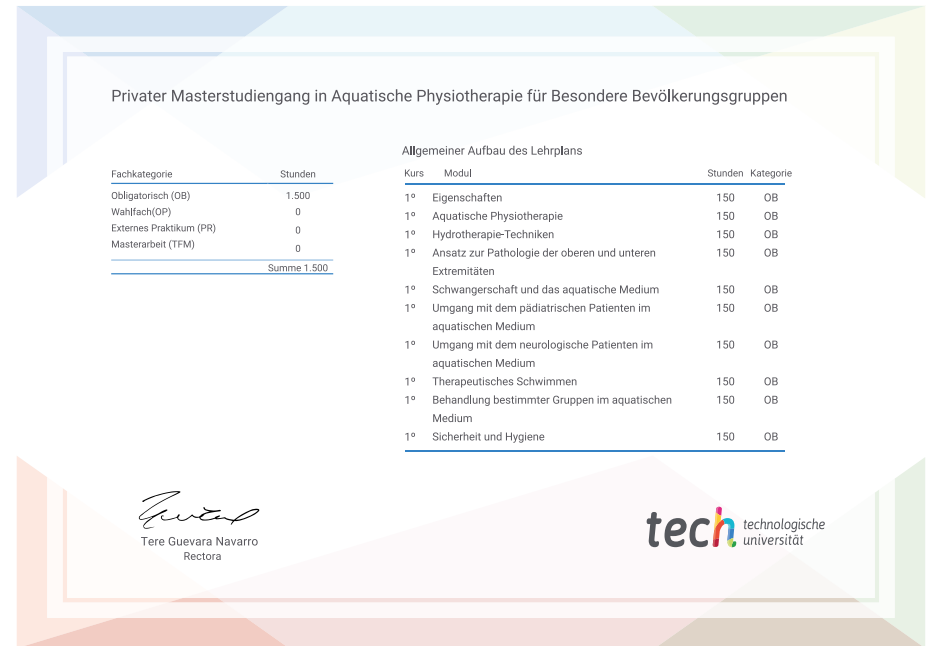 Privater Masterstudiengang in Aquatische Physiotherapie für Besondere Bevölkerungsgruppen
Fachkategorie Stunden
Obligatorisch (OB) 1.500
Wahlfach(OP) 0
Externes Praktikum (PR) 0
Masterarbeit (TFM) 0
Summe 1.500
Allgemeiner Aufbau des Lehrplans
Kurs Modul Stunden Kategorie
1º Eigenschaften 150 OB
1º Aquatische Physiotherapie 150 OB
1º Hydrotherapie-Techniken 150 OB
1º Ansatz zur Pathologie der oberen und unteren 150 OB
Extremitäten
1º Schwangerschaft und das aquatische Medium 150 OB
1º Umgang mit dem pädiatrischen Patienten im 150 OB
aquatischen Medium
1º Umgang mit dem neurologische Patienten im 150 OB
aquatischen Medium
1º Therapeutisches Schwimmen 150 OB
1º Behandlung bestimmter Gruppen im aquatischen 150 OB
Medium
1º Sicherheit und Hygiene 150 OB
Tere Guevara Navarro
Rectora
tech technologische
universität